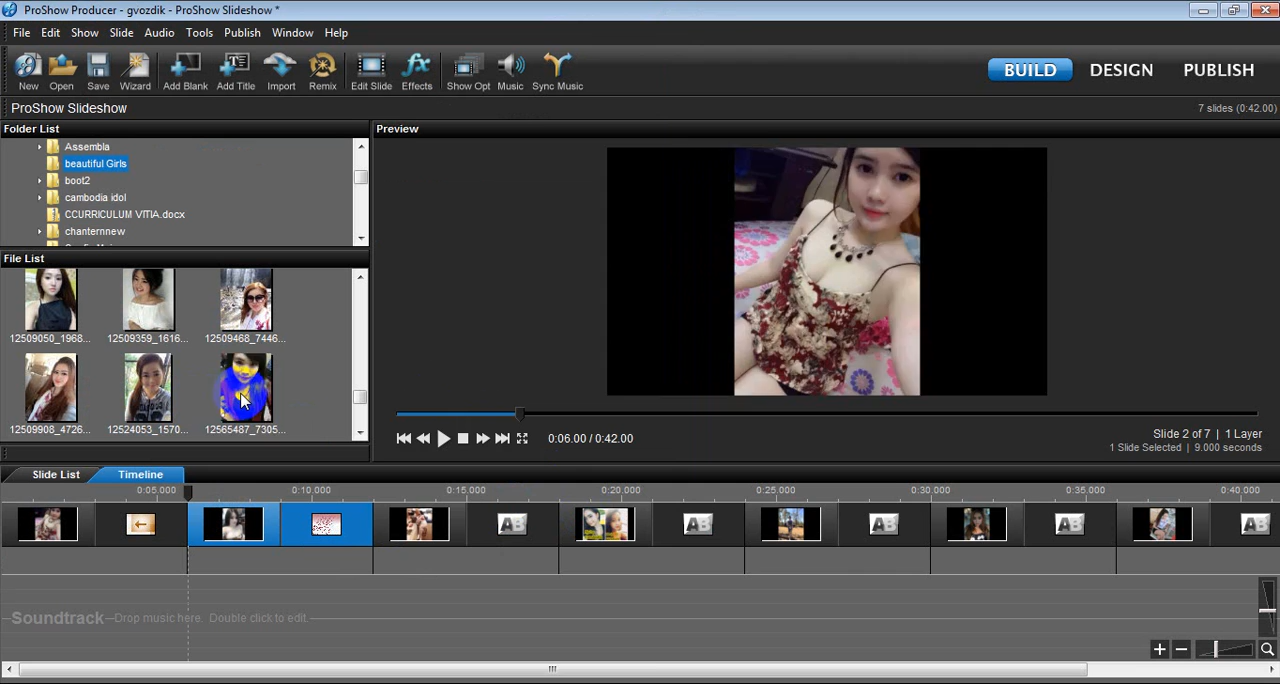 ProShow Producer - gvozdik - ProShow Slideshow *
File Edit Show Slide Audio Tools Publish Window Help
New Open Save Wizard Add Blank Add Title Import Remix Edit Slide Effects Show Opt Music Sync Music
BUILD DESIGN PUBLISH
ProShow Slideshow
7 slides (0:42.00)
Folder List
Preview
Assembla
beautiful Girls
boot2
cambodia idol
CCURRICULUM VITIA.docx
chanternnew
File List
12509050_1968... 12509359_1616... 12509468_7446...
12509908_4726... 12524053_1570... 12565487_7305...
0:06.00 / 0:42.00
Slide 2 of 7 | 1 Layer
1 Slide Selected | 9.000 seconds
Slide List Timeline
0:05.000 0:10.000 0:15.000 0:20.000 0:25.000 0:30.000 0:35.000 0:40.000
AB AB AB AB AB
Soundtrack Drop music here. Double click to edit.